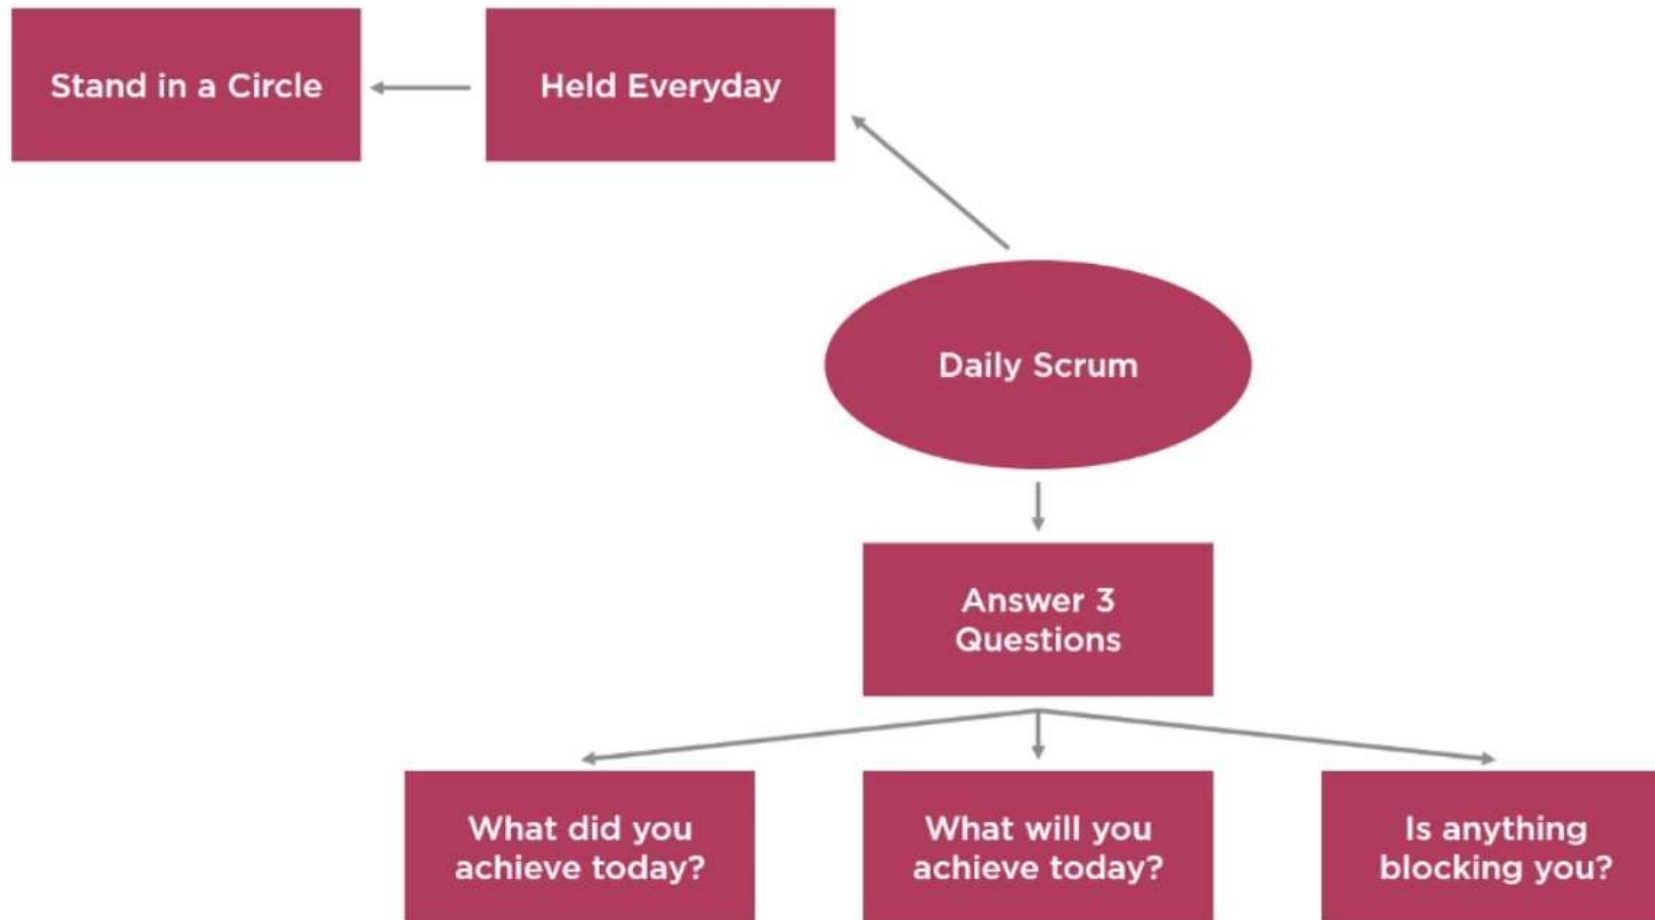 Stand in a Circle
Held Everyday
Daily Scrum
Answer 3
Questions
What did you
achieve today?
What will you
achieve today?
Is anything
blocking you?